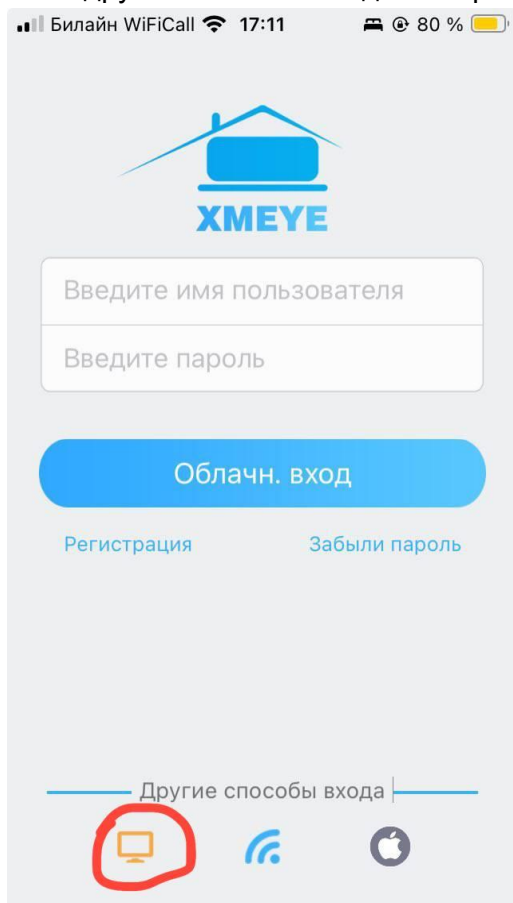 Билайн WiFiCall 17:11 80 %
XMEYE
Введите имя пользователя
Введите пароль
Облачн. вход
Регистрация Забыли пароль
Другие способы входа